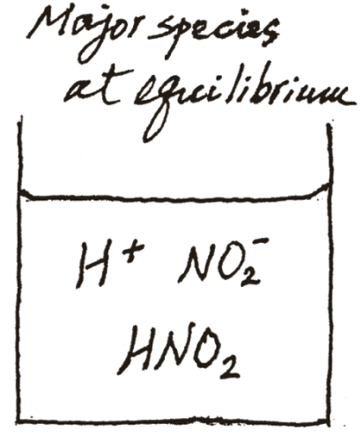 Major species
at equilibrium
H⁺ NO₂⁻
HNO₂